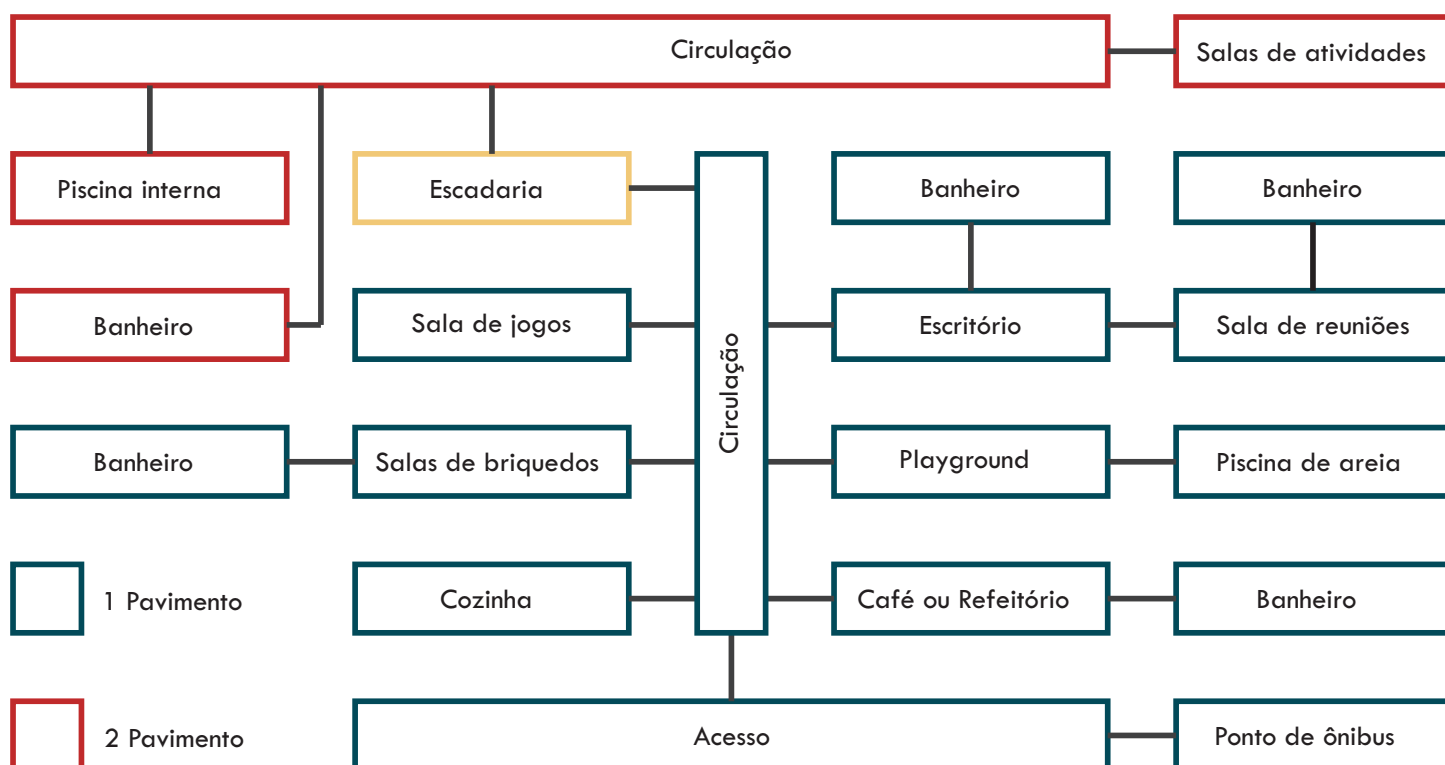 Circulação
Salas de atividades
Piscina interna
Escadaria
Banheiro
Banheiro
Banheiro
Sala de jogos
Circulação
Escritório
Sala de reuniões
Banheiro
Salas de briquedos
Playground
Piscina de areia
1 Pavimento
Cozinha
Café ou Refeitório
Banheiro
2 Pavimento
Acesso
Ponto de ônibus